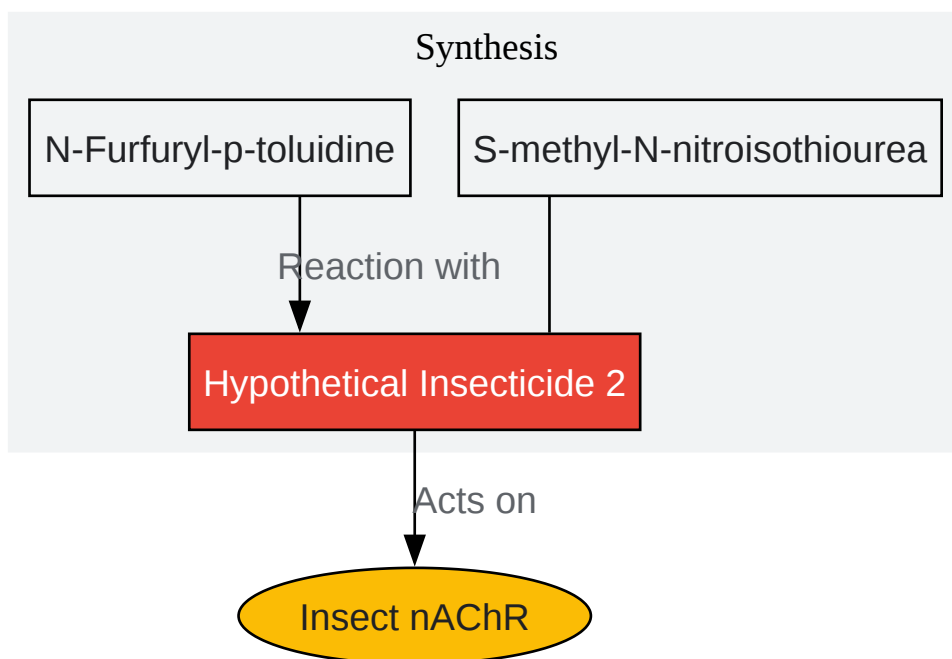 Synthesis
N-Furfuryl-p-toluidine
S-methyl-N-nitroisothiourea
Reaction with
Hypothetical Insecticide 2
Acts on
Insect nAChR